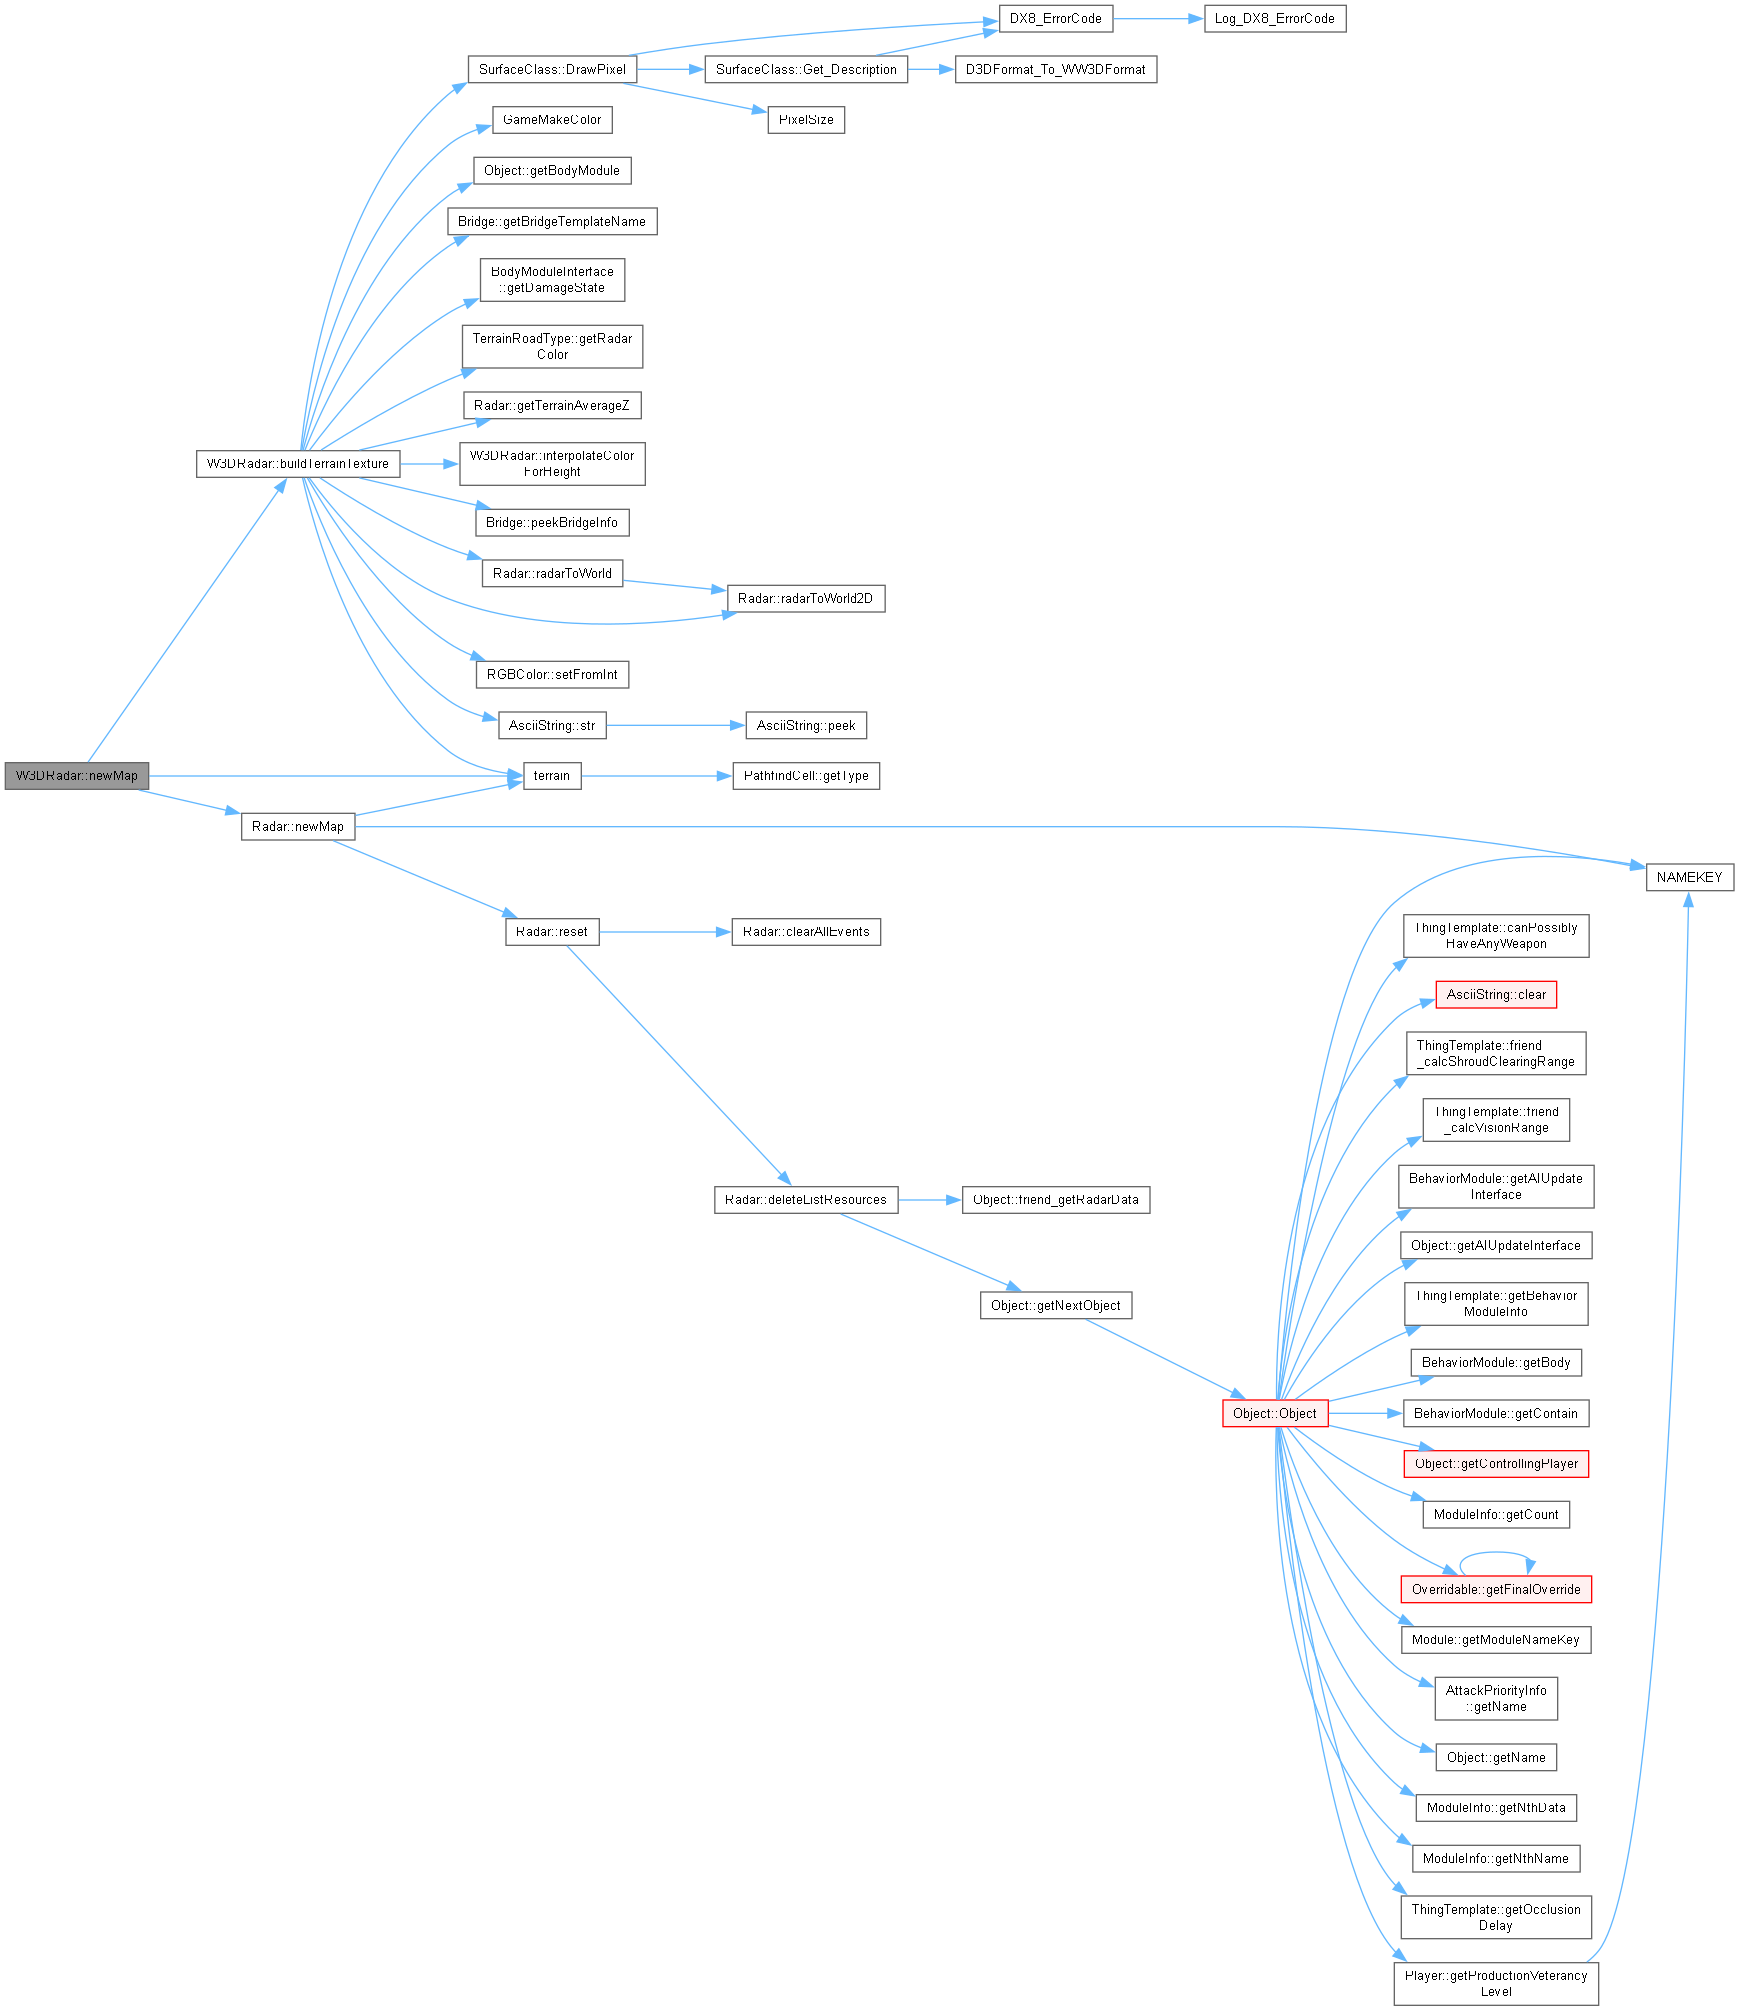 DX8_ErrorCode
Log_DX8_ErrorCode
SurfaceClass::DrawPixel
SurfaceClass::Get_Description
D3DFormat_To_WW3DFormat
GameMakeColor
PixelSize
Object::getBodyModule
Bridge::getBridgeTemplateName
BodyModuleInterface
::getDamageState
TerrainRoadType::getRadar
Color
Radar::getTerrainAverageZ
W3DRadar::buildTerrainTexture
W3DRadar::interpolateColor
ForHeight
Bridge::peekBridgeInfo
Radar::radarToWorld
Radar::radarToWorld2D
RGBColor::setFromInt
AsciiString::str
AsciiString::peek
W3DRadar::newMap
terrain
PathfindCell::getType
Radar::newMap
NAMEKEY
Radar::reset
Radar::clearAllEvents
ThingTemplate::canPossibly
HaveAnyWeapon
AsciiString::clear
ThingTemplate::friend
_calcShroudClearingRange
ThingTemplate::friend
_calcVisionRange
Radar::deleteListResources
Object::friend_getRadarData
BehaviorModule::getAIUpdate
Interface
Object::getAIUpdateInterface
Object::getNextObject
ThingTemplate::getBehavior
ModuleInfo
BehaviorModule::getBody
Object::Object
BehaviorModule::getContain
Object::getControllingPlayer
ModuleInfo::getCount
Overridable::getFinalOverride
Module::getModuleNameKey
AttackPriorityInfo
::getName
Object::getName
ModuleInfo::getNthData
ModuleInfo::getNthName
ThingTemplate::getOcclusion
Delay
Player::getProductionVeterancy
Level